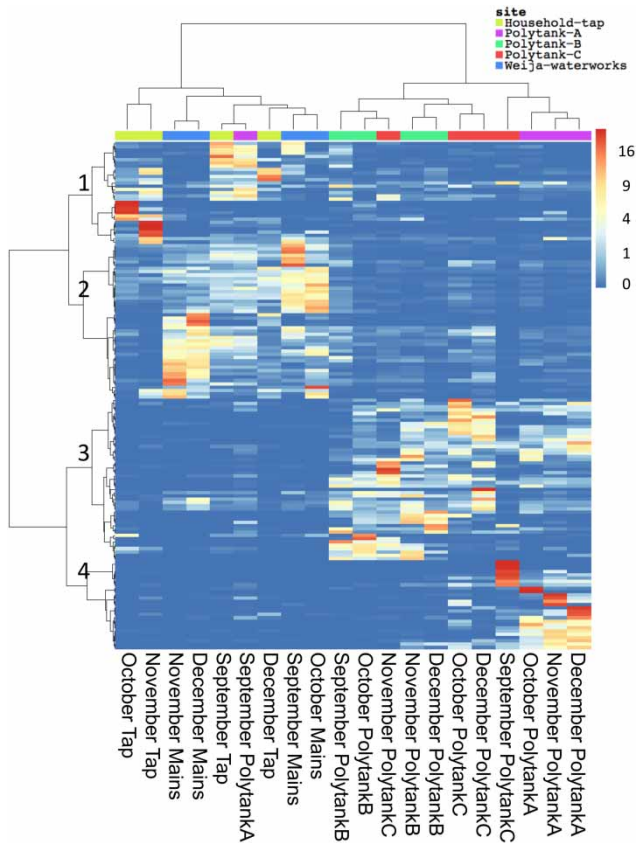 site
Household-tap
Polytank-A
Polytank-B
Polytank-C
Weija-waterworks
16
9
4
1
0
1
2
3
4
October Tap
November Tap
November Mains
December Mains
September Tap
September PolytankA
December Tap
September Mains
October Mains
September PolytankB
October PolytankB
November PolytankC
November PolytankB
December PolytankB
October PolytankC
December PolytankC
September PolytankC
October PolytankA
November PolytankA
December PolytankA